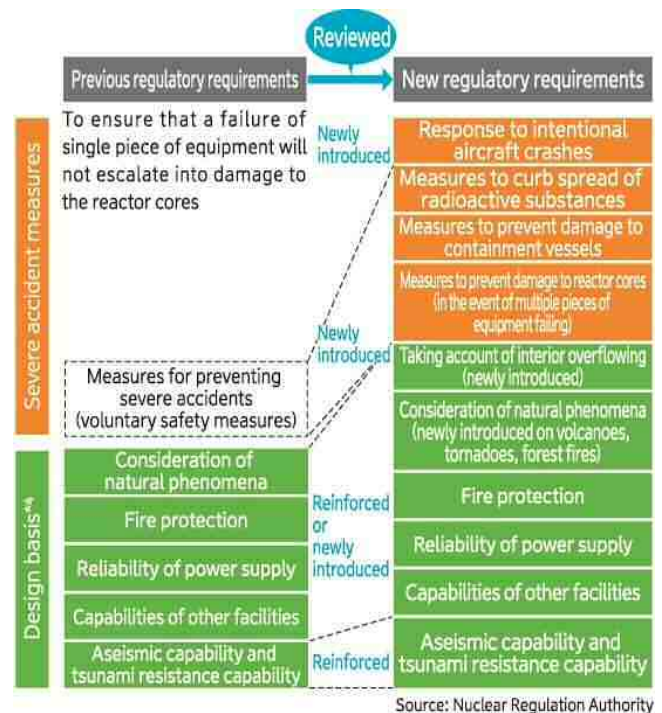 Reviewed
Previous regulatory requirements
New regulatory requirements
Severe accident measures
To ensure that a failure of
single piece of equipment will
not escalate into damage to
the reactor cores
Newly
introduced
Response to intentional
aircraft crashes
Measures to curb spread of
radioactive substances
Measures to prevent damage to
containment vessels
Measures to prevent damage to reactor cores
(in the event of multiple pieces of
equipment failing)
Newly
introduced
Measures for preventing
severe accidents
(voluntary safety measures)
Taking account of interior overflowing
(newly introduced)
Consideration of natural phenomena
(newly introduced on volcanoes,
tornadoes, forest fires)
Design basis*4
Consideration of
natural phenomena
Fire protection
Reliability of power supply
Capabilities of other facilities
Aseismic capability and
tsunami resistance capability
Reinforced
or
newly
introduced
Reinforced
Fire protection
Reliability of power supply
Capabilities of other facilities
Aseismic capability and
tsunami resistance capability
Source: Nuclear Regulation Authority